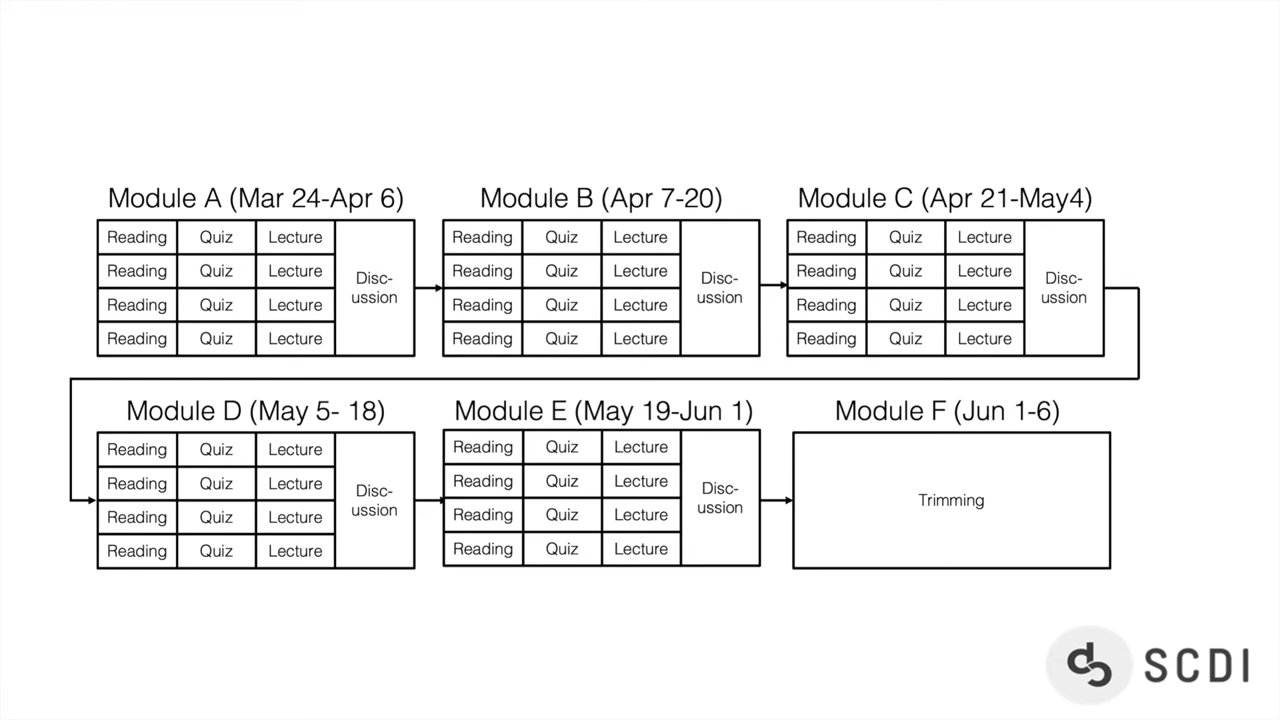 Module A (Mar 24-Apr 6)
Reading Quiz Lecture
Reading Quiz Lecture
Reading Quiz Lecture
Reading Quiz Lecture
Disc-
ussion
Module B (Apr 7-20)
Reading Quiz Lecture
Reading Quiz Lecture
Reading Quiz Lecture
Reading Quiz Lecture
Disc-
ussion
Module C (Apr 21-May4)
Reading Quiz Lecture
Reading Quiz Lecture
Reading Quiz Lecture
Reading Quiz Lecture
Disc-
ussion
Module D (May 5- 18)
Reading Quiz Lecture
Reading Quiz Lecture
Reading Quiz Lecture
Reading Quiz Lecture
Disc-
ussion
Module E (May 19-Jun 1)
Reading Quiz Lecture
Reading Quiz Lecture
Reading Quiz Lecture
Reading Quiz Lecture
Disc-
ussion
Module F (Jun 1-6)
Trimming
SCDI